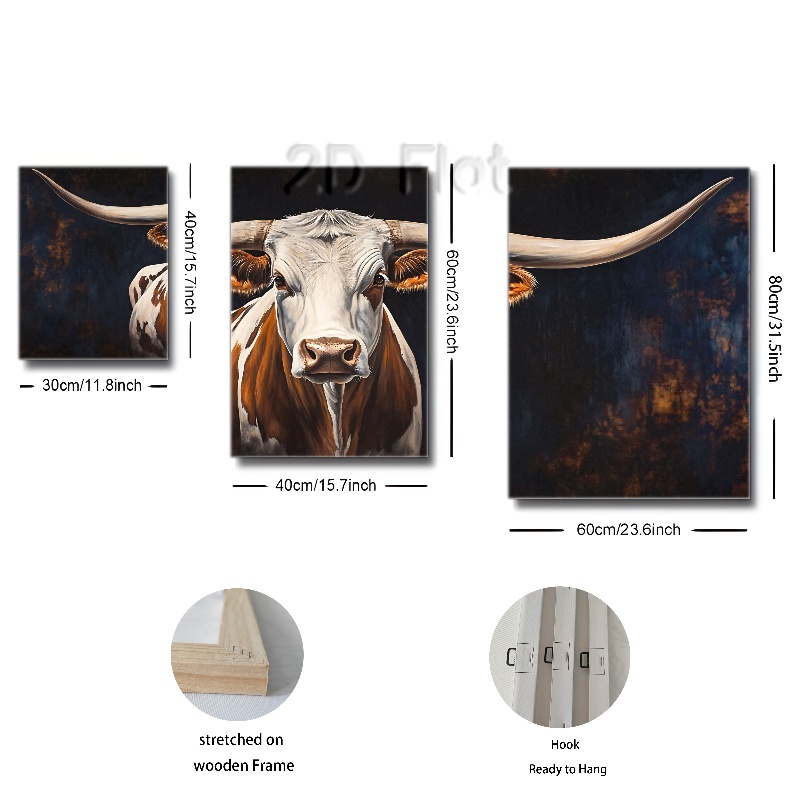 2D Flat
40cm/15.7inch
30cm/11.8inch
60cm/23.6inch
40cm/15.7inch
80cm/31.5inch
60cm/23.6inch
stretched on
wooden Frame
Hook
Ready to Hang